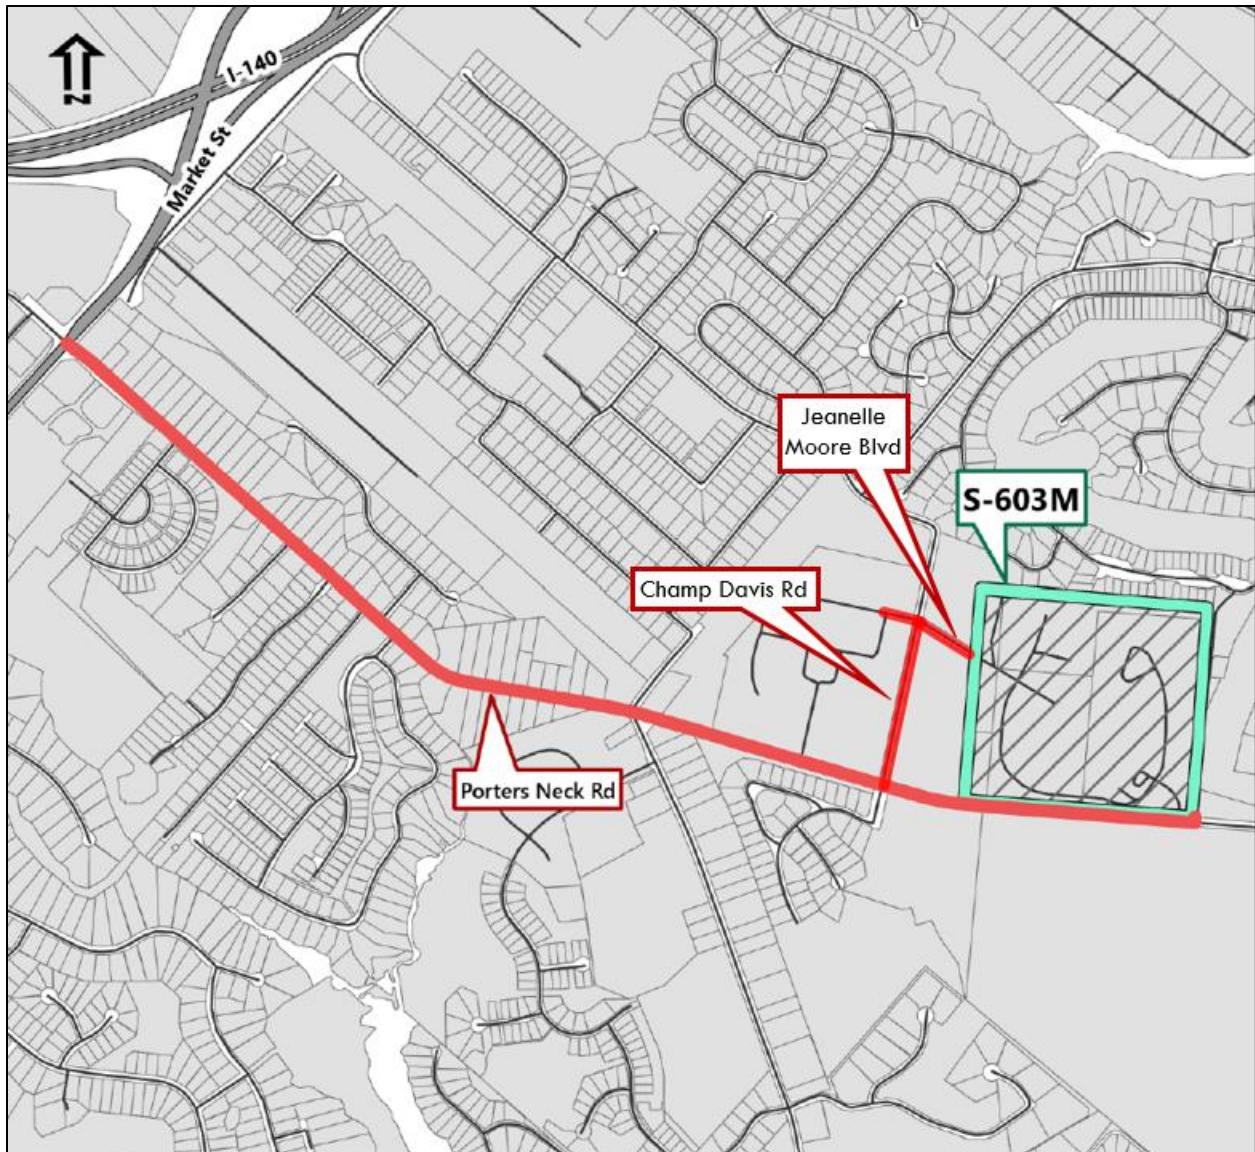 I-140
N
Market St
Jeanelle
Moore Blvd
S-603M
Champ Davis Rd
Porters Neck Rd